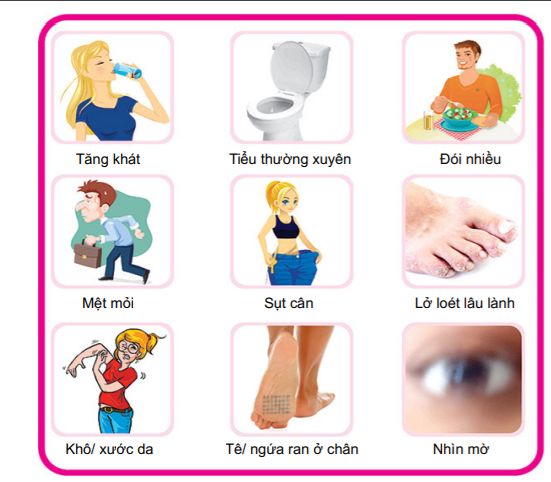 Tăng khát
Tiểu thường xuyên
Đói nhiều
Mệt mỏi
Sụt cân
Lở loét lâu lành
Khô/ xước da
Tê/ ngứa ran ở chân
Nhìn mờ